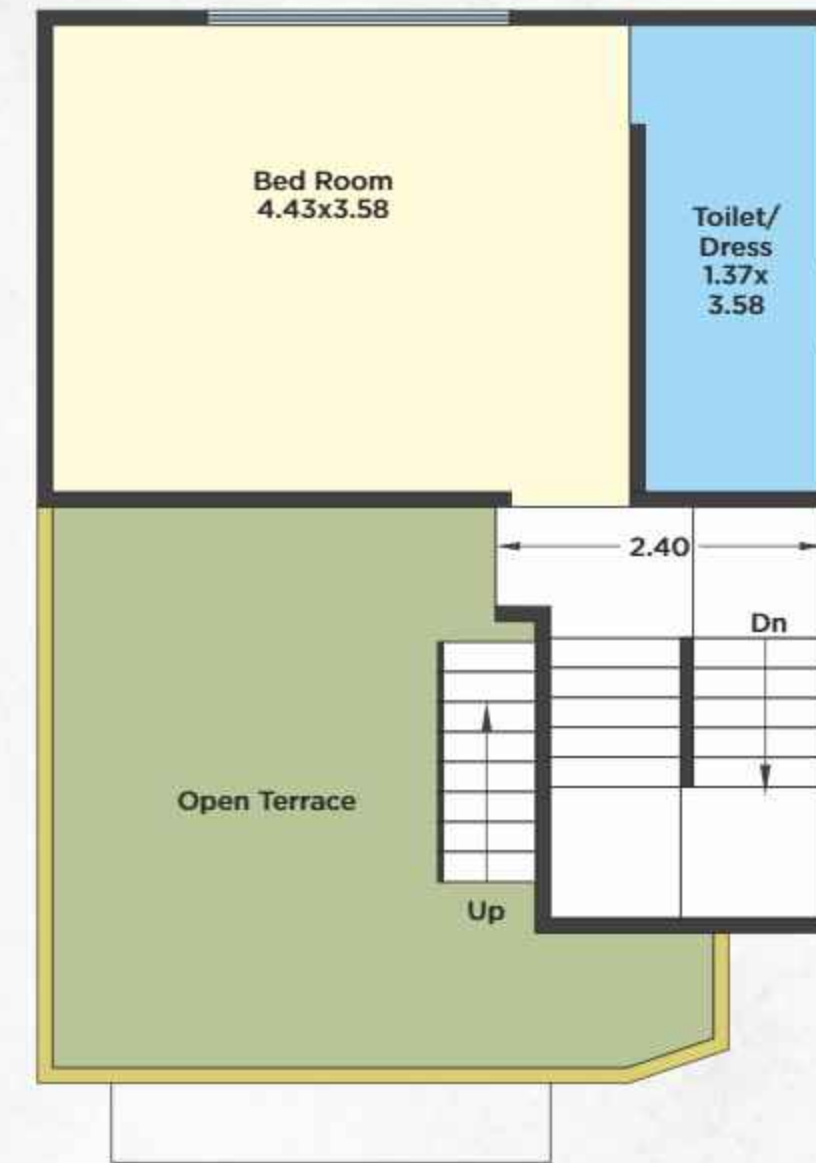 Bed Room
4.43x3.58
Toilet/
Dress
1.37x
3.58
2.40
Dn
Open Terrace
Up